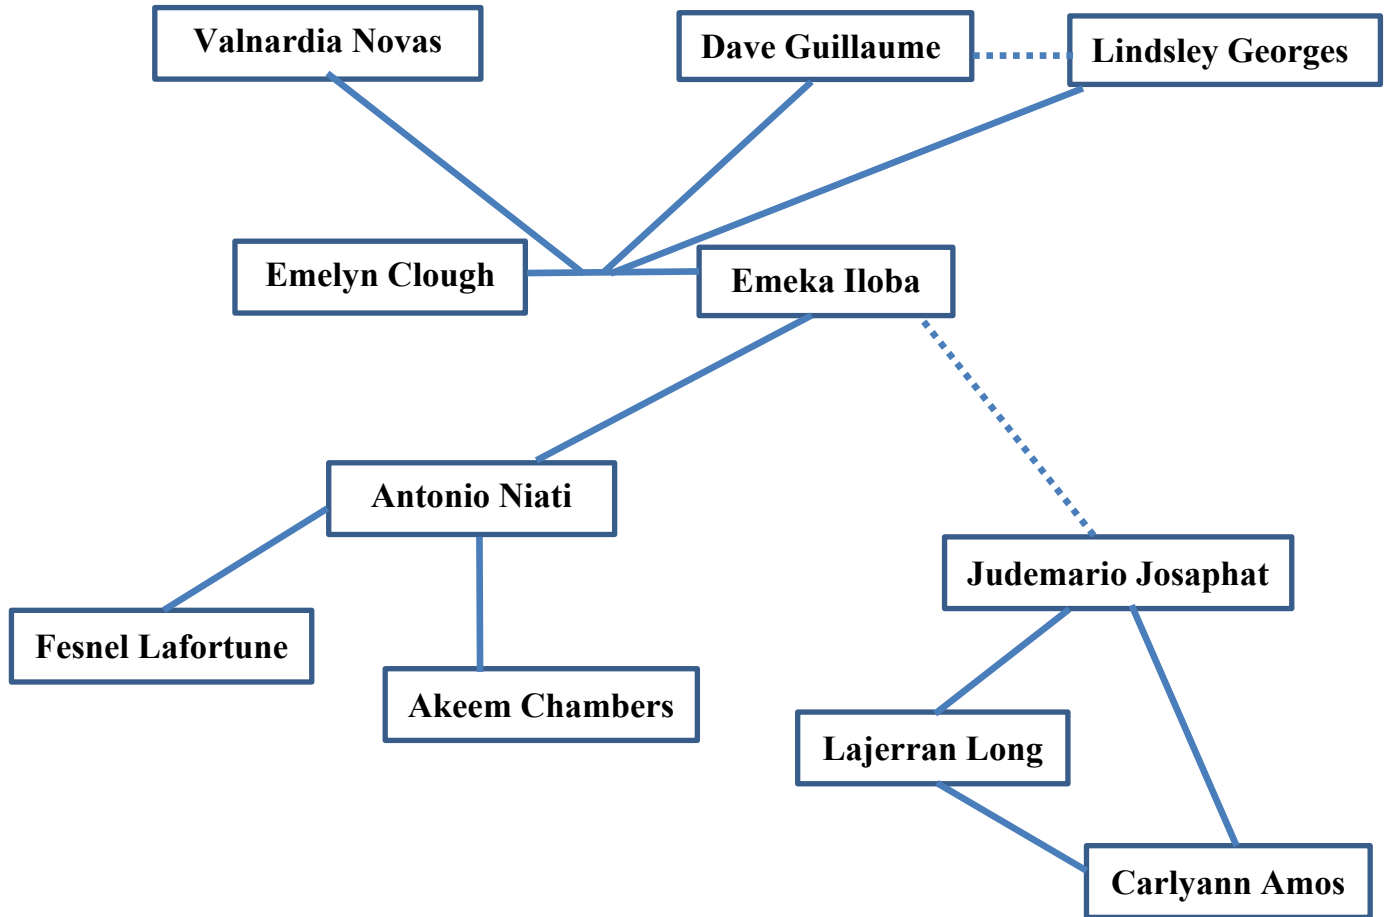 Valnardia Novas
Dave Guillaume
Lindsley Georges
Emelyn Clough
Emeka Iloba
Antonio Niati
Judemario Josaphat
Fesnel Lafortune
Akeem Chambers
Lajerran Long
Carlyann Amos